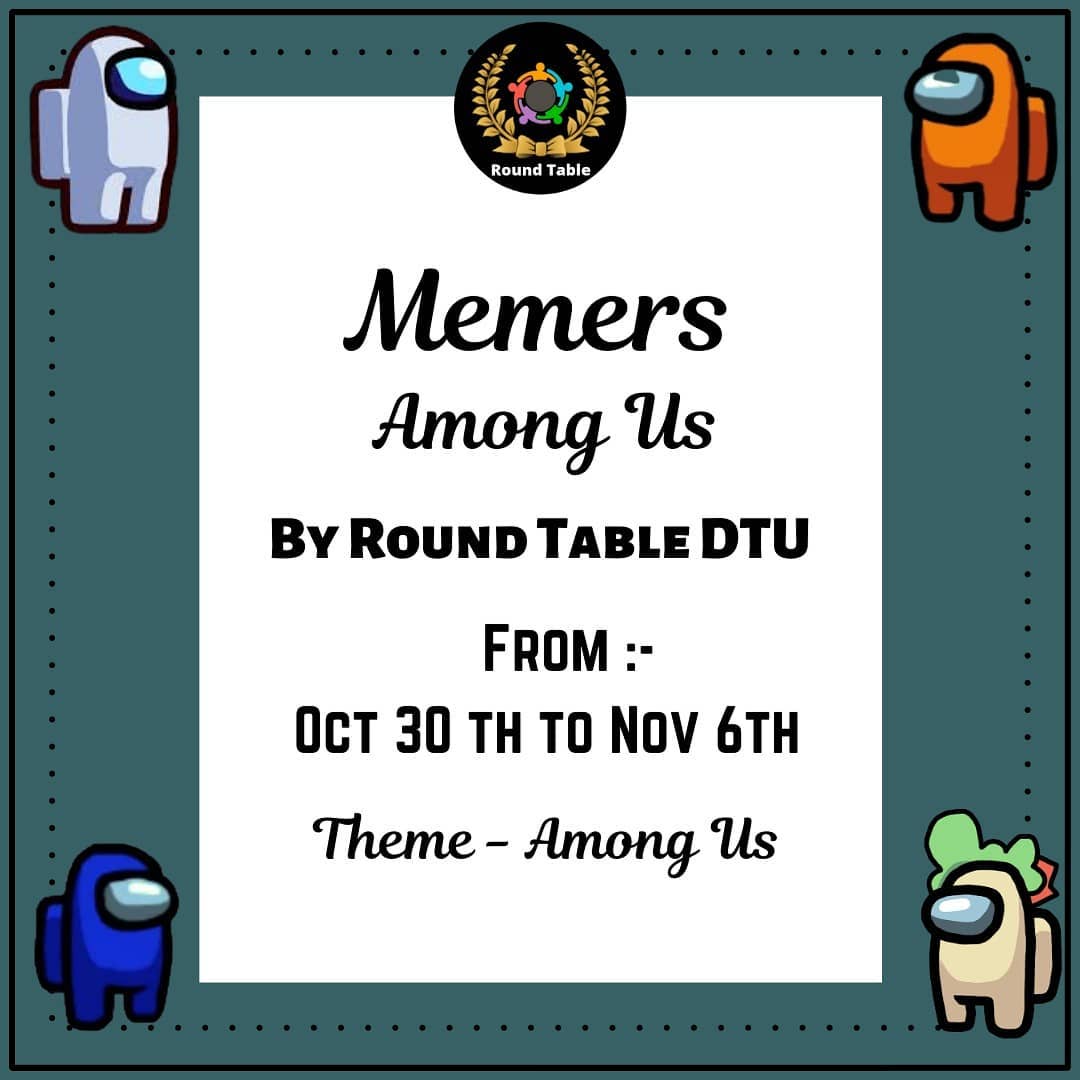 Round Table
Memers
Among Us
By Round Table DTU
From :-
Oct 30 th to Nov 6th
Theme - Among Us